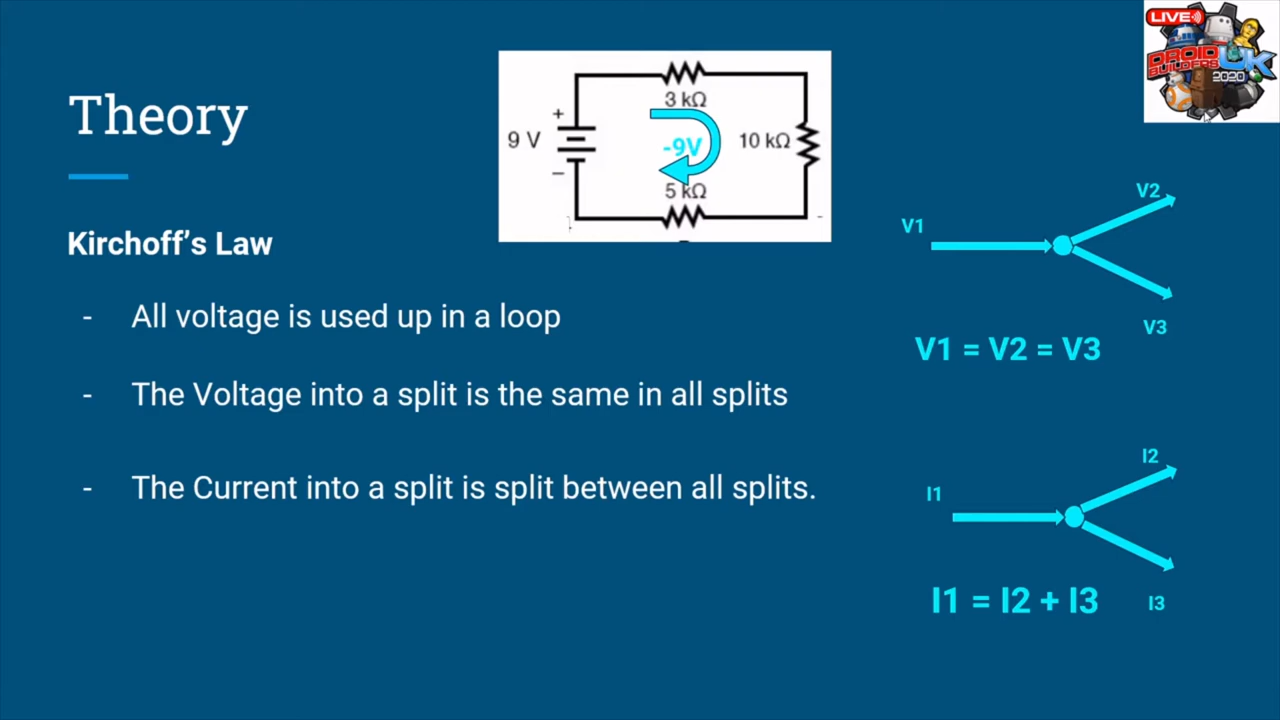 LIVE
DROID
BUILDERS
UK
2020
Theory
3 kΩ
+
9 V
-9V
10 kΩ
–
5 kΩ
Kirchoff’s Law
- All voltage is used up in a loop
- The Voltage into a split is the same in all splits
- The Current into a split is split between all splits.
V1
V2
V3
V1 = V2 = V3
I1
I2
I3
I1 = I2 + I3